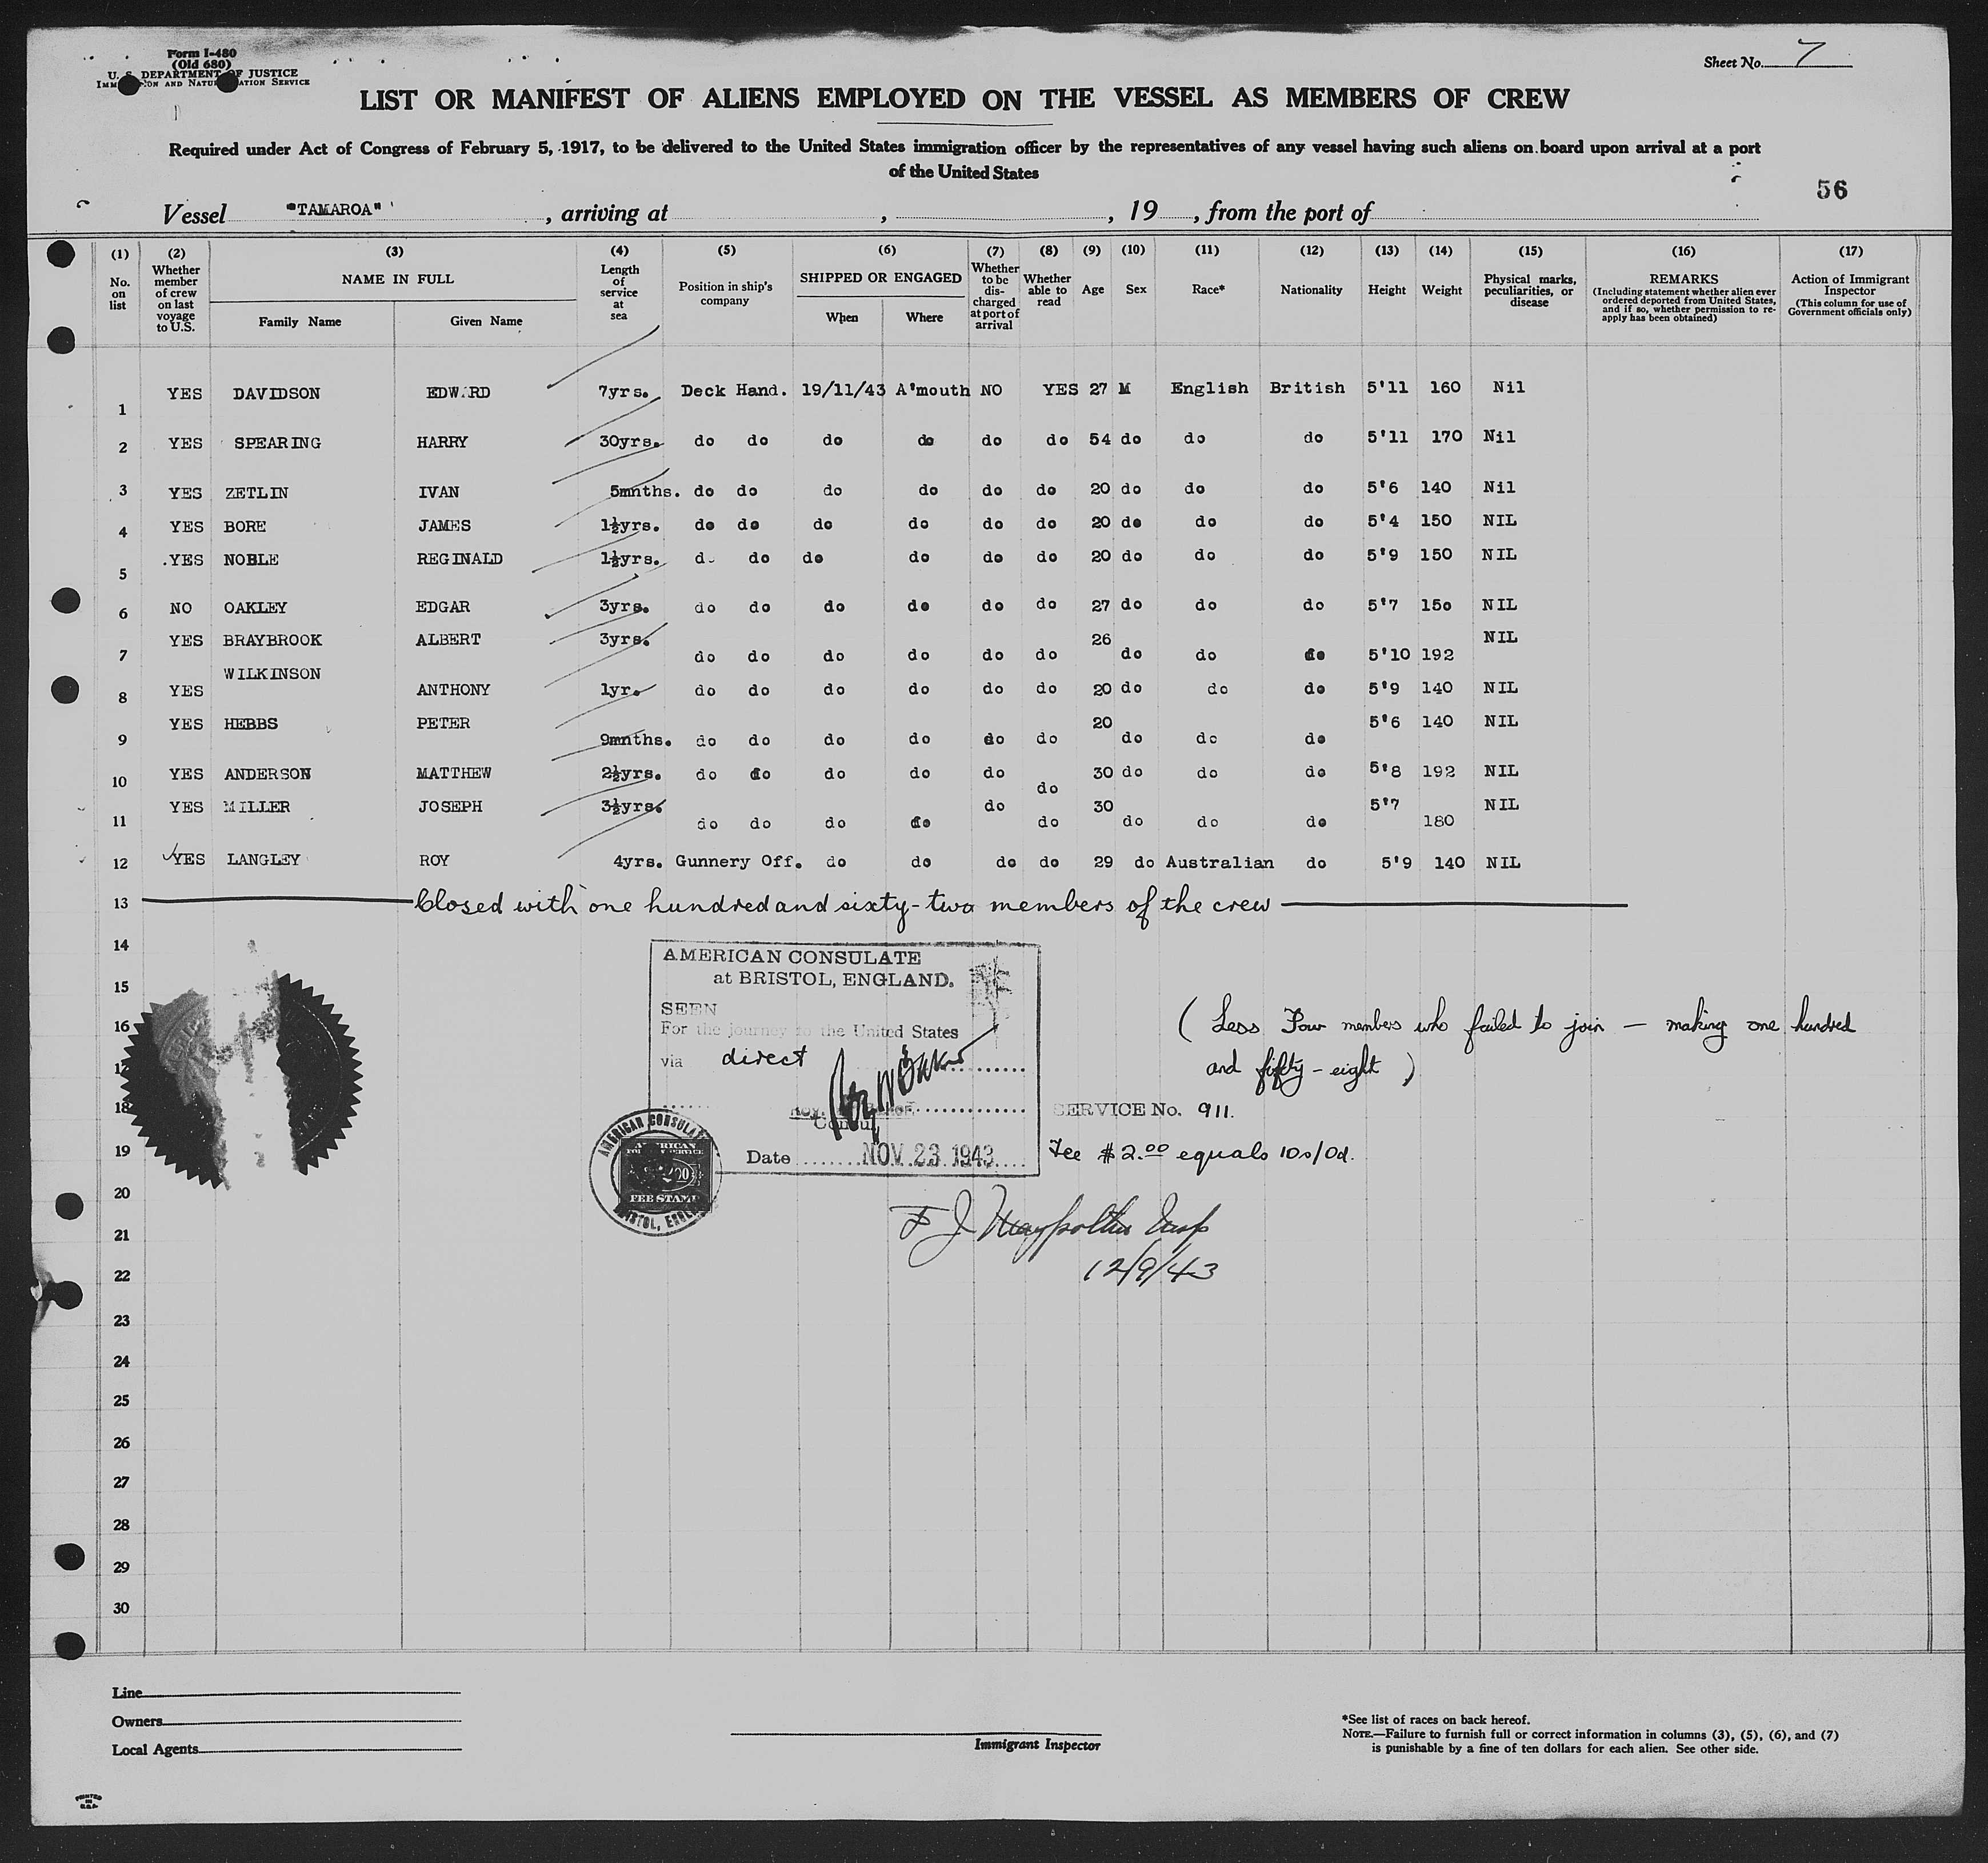 Form I-480
(Old 680)
U. S. DEPARTMENT OF JUSTICE
IMM ON AND NATU ATION SERVICE
Sheet No. 7
LIST OR MANIFEST OF ALIENS EMPLOYED ON THE VESSEL AS MEMBERS OF CREW
Required under Act of Congress of February 5, 1917, to be delivered to the United States immigration officer by the representatives of any vessel having such aliens on board upon arrival at a port
of the United States
56
Vessel "TAMAROA" , arriving at , , 19 , from the port of
(1) (2) (3) (4) (5) (6) (7) (8) (9) (10) (11) (12) (13) (14) (15) (16) (17)
No. on list
Whether member of crew on last voyage to U.S.
NAME IN FULL
Family Name Given Name
Length of service at sea
Position in ship's company
SHIPPED OR ENGAGED
When Where
Whether to be discharged at port of arrival
Whether able to read
Age Sex Race* Nationality Height Weight
Physical marks, peculiarities, or disease
REMARKS
(Including statement whether alien ever ordered deported from United States, and if so, whether permission to re-apply has been obtained)
Action of Immigrant Inspector
(This column for use of Government officials only)
1 YES DAVIDSON EDWARD 7yrs. Deck Hand. 19/11/43 A'mouth NO YES 27 M English British 5'11 160 Nil
2 YES SPEARING HARRY 30yrs. do do do do do do 54 do do do 5'11 170 Nil
3 YES ZETLIN IVAN 5mnths. do do do do do do 20 do do do 5'6 140 Nil
4 YES BORE JAMES 1½yrs. do do do do do do 20 do do do 5'4 150 NIL
5 YES NOBLE REGINALD 1½yrs. do do do do do do 20 do do do 5'9 150 NIL
6 NO OAKLEY EDGAR 3yrs. do do do do do do 27 do do do 5'7 150 NIL
7 YES BRAYBROOK ALBERT 3yrs. do do do do do do 26 do do do 5'10 192 NIL
8 YES WILKINSON ANTHONY 1yr. do do do do do do 20 do do do 5'9 140 NIL
9 YES HEBBS PETER 9mnths. do do do do do do 20 do do do 5'6 140 NIL
10 YES ANDERSON MATTHEW 2½yrs. do do do do do do 30 do do do 5'8 192 NIL
11 YES MILLER JOSEPH 3½yrs. do do do do do do 30 do do do 5'7 180 NIL
12 YES LANGLEY ROY 4yrs. Gunnery Off. do do do do 29 do Australian do 5'9 140 NIL
13 Closed with one hundred and sixty-two members of the crew
14
15
16
17
18
19
20
21
22
23
24
25
26
27
28
29
30
AMERICAN CONSULATE
at BRISTOL, ENGLAND.
SEEN
For the journey to the United States
via direct
Consul
Date NOV 23 1943
AMERICAN CONSULATE
FEE STAMP
BRISTOL, ENGLAND
(Less Four members who failed to join — making one hundred
and fifty-eight)
SERVICE No. 911.
Fee $2.00 equals 10s/0d.
12/9/43
Line
Owners
Local Agents
Immigrant Inspector
*See list of races on back hereof.
NOTE.—Failure to furnish full or correct information in columns (3), (5), (6), and (7)
is punishable by a fine of ten dollars for each alien. See other side.
PRINTED IN U.S.A.